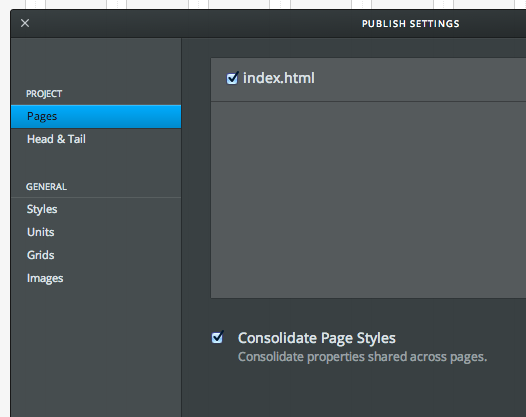 PUBLISH SETTINGS
PROJECT
Pages
Head & Tail
GENERAL
Styles
Units
Grids
Images
index.html
Consolidate Page Styles
Consolidate properties shared across pages.